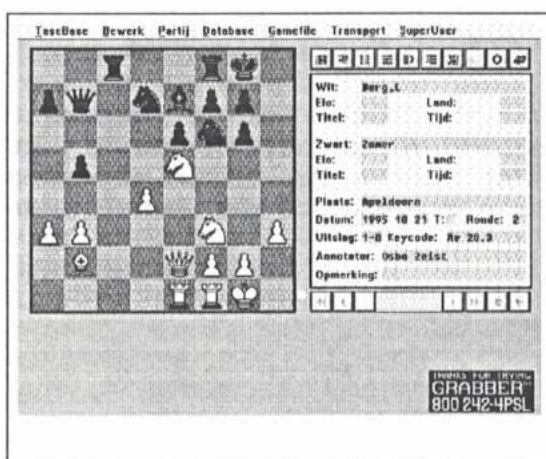 TascBase Bewerk Partij Database Gamefile Transport SuperUser
Wit: Berg,L
Elo: Land:
Titel: Tijd:
Zwart: Zomer
Elo: Land:
Titel: Tijd:
Plaats: Apeldoorn
Datum: 1995 10 21 T: Ronde: 2
Uitslag: 1-0 Keycode: Ar 20.3
Annotator: Osbo Zeist
Opmerking:
THANKS FOR TRYING
GRABBER
800 242-4PSL